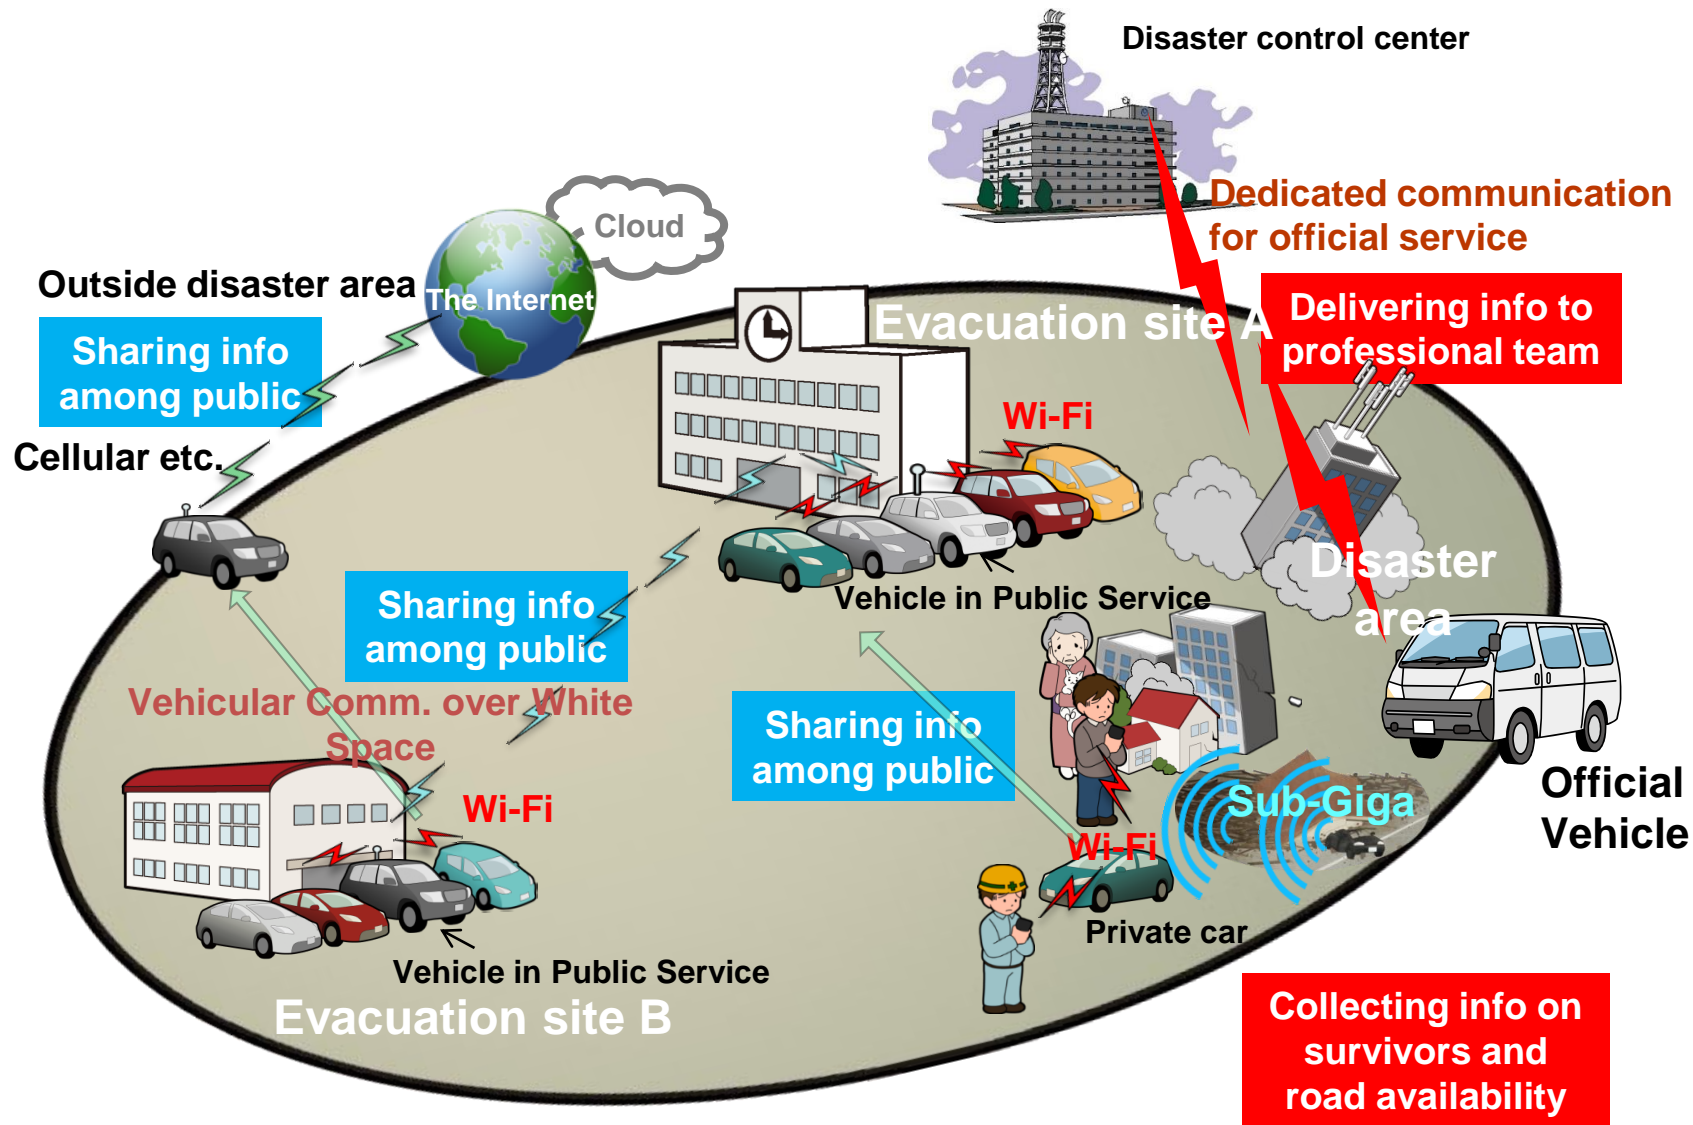 Disaster control center
Dedicated communication
for official service
Cloud
The Internet
Outside disaster area
Sharing info
among public
Cellular etc.
Evacuation site A
Delivering info to
professional team
Wi-Fi
Disaster
area
Vehicle in Public Service
Sharing info
among public
Vehicular Comm. over White
Space
Sharing info
among public
Wi-Fi
Sub-Giga
Official
Vehicle
Wi-Fi
Private car
Vehicle in Public Service
Evacuation site B
Collecting info on
survivors and
road availability